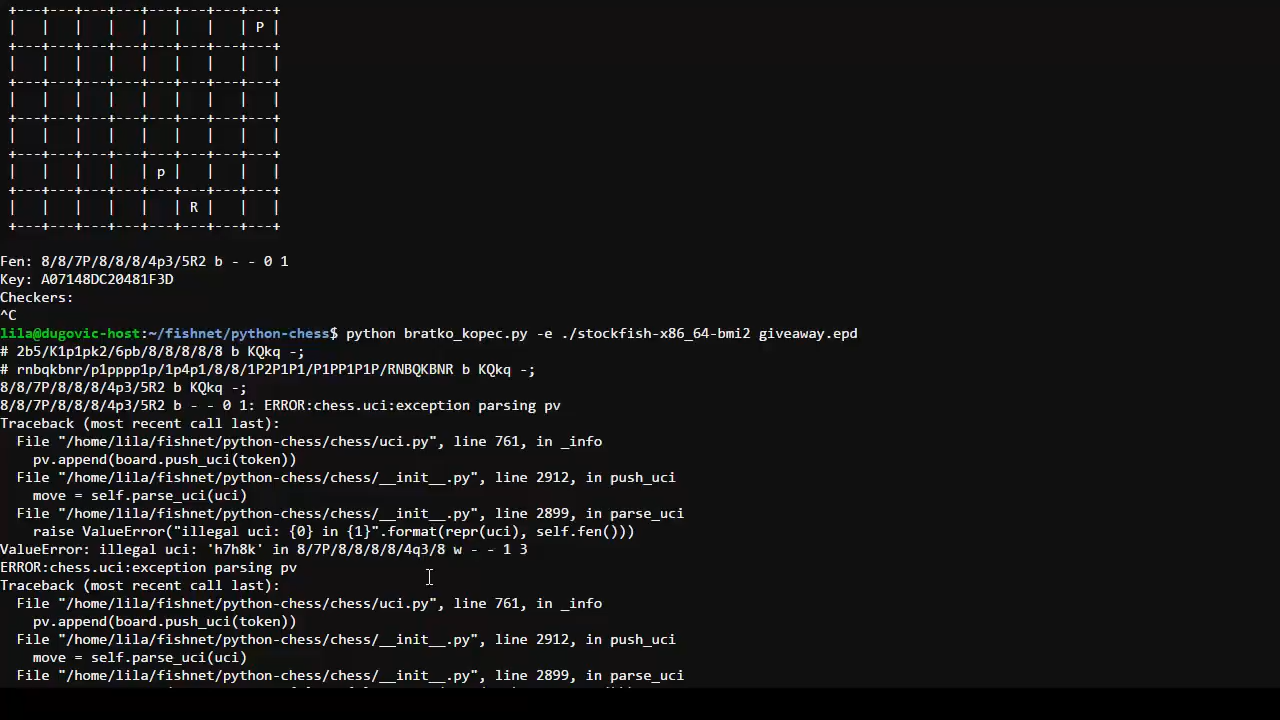 +---+---+---+---+---+---+---+---+
|   |   |   |   |   |   |   | P |
+---+---+---+---+---+---+---+---+
|   |   |   |   |   |   |   |   |
+---+---+---+---+---+---+---+---+
|   |   |   |   |   |   |   |   |
+---+---+---+---+---+---+---+---+
|   |   |   |   |   |   |   |   |
+---+---+---+---+---+---+---+---+
|   |   |   |   | p |   |   |   |
+---+---+---+---+---+---+---+---+
|   |   |   |   |   | R |   |   |
+---+---+---+---+---+---+---+---+
Fen: 8/8/7P/8/8/8/4p3/5R2 b - - 0 1
Key: A07148DC20481F3D
Checkers:
^C
lila@dugovic-host:~/fishnet/python-chess$ python bratko_kopec.py -e ./stockfish-x86_64-bmi2 giveaway.epd
# 2b5/K1p1pk2/6pb/8/8/8/8/8 b KQkq -;
# rnbqkbnr/p1pppp1p/1p4p1/8/8/1P2P1P1/P1PP1P1P/RNBQKBNR b KQkq -;
8/8/7P/8/8/8/4p3/5R2 b KQkq -;
8/8/7P/8/8/8/4p3/5R2 b - - 0 1: ERROR:chess.uci:exception parsing pv
Traceback (most recent call last):
  File "/home/lila/fishnet/python-chess/chess/uci.py", line 761, in _info
    pv.append(board.push_uci(token))
  File "/home/lila/fishnet/python-chess/chess/__init__.py", line 2912, in push_uci
    move = self.parse_uci(uci)
  File "/home/lila/fishnet/python-chess/chess/__init__.py", line 2899, in parse_uci
    raise ValueError("illegal uci: {0} in {1}".format(repr(uci), self.fen()))
ValueError: illegal uci: 'h7h8k' in 8/7P/8/8/8/8/4q3/8 w - - 1 3
ERROR:chess.uci:exception parsing pv
Traceback (most recent call last):
  File "/home/lila/fishnet/python-chess/chess/uci.py", line 761, in _info
    pv.append(board.push_uci(token))
  File "/home/lila/fishnet/python-chess/chess/__init__.py", line 2912, in push_uci
    move = self.parse_uci(uci)
  File "/home/lila/fishnet/python-chess/chess/__init__.py", line 2899, in parse_uci